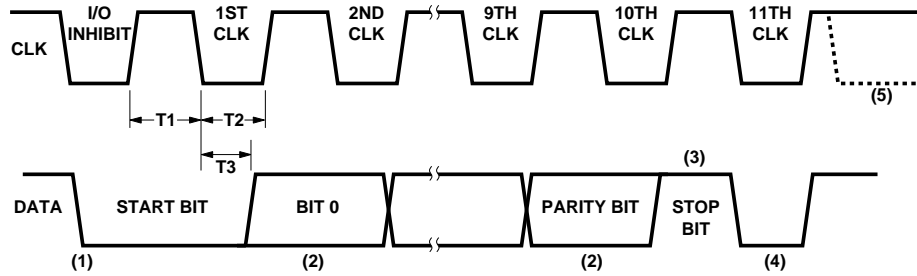 I/O INHIBIT
1ST CLK
2ND CLK
9TH CLK
10TH CLK
11TH CLK
CLK
(5)
T1
T2
T3
(3)
DATA
START BIT
BIT 0
PARITY BIT
STOP BIT
(1)
(2)
(2)
(4)